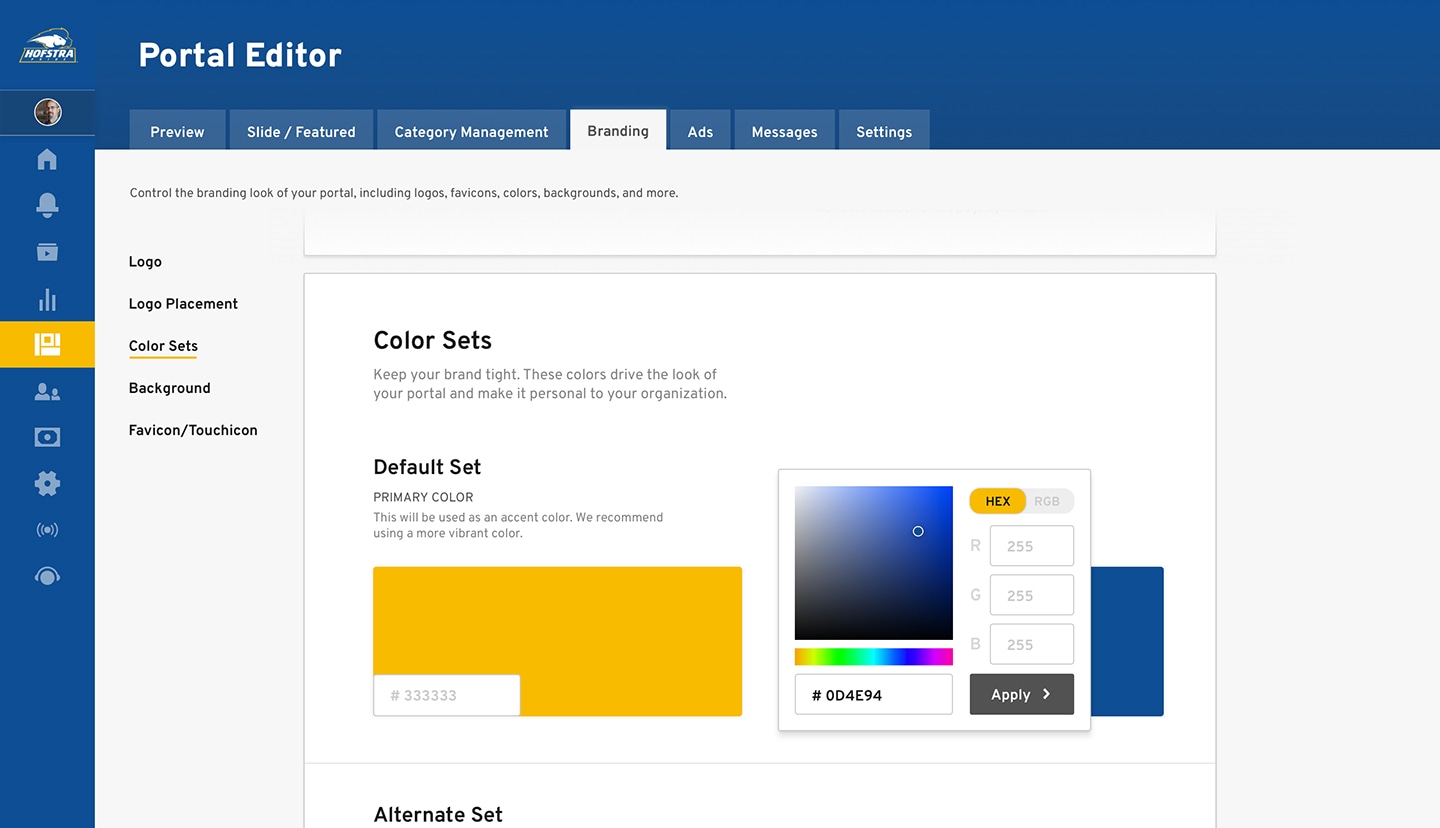 HOFSTRA
Portal Editor
Preview
Slide / Featured
Category Management
Branding
Ads
Messages
Settings
Control the branding look of your portal, including logos, favicons, colors, backgrounds, and more.
Logo
Logo Placement
Color Sets
Background
Favicon/Touchicon
Color Sets
Keep your brand tight. These colors drive the look of
your portal and make it personal to your organization.
Default Set
PRIMARY COLOR
This will be used as an accent color. We recommend
using a more vibrant color.
# 333333
HEX
RGB
R
255
G
255
B
255
# 0D4E94
Apply
Alternate Set